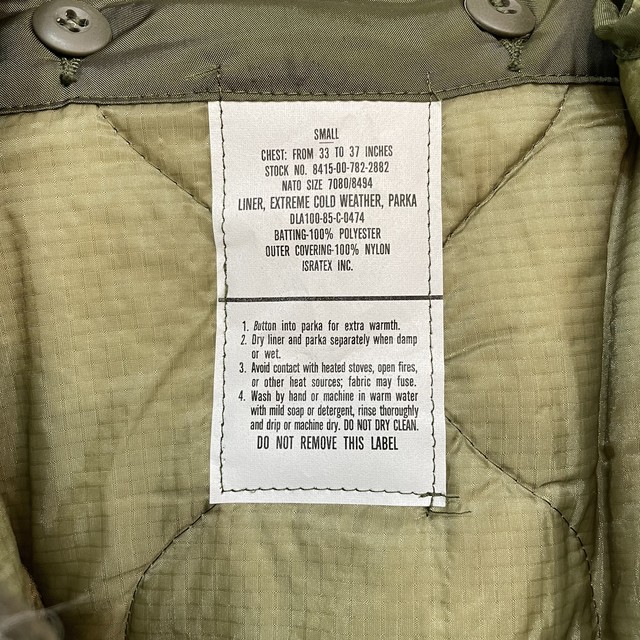 SMALL
CHEST: FROM 33 TO 37 INCHES
STOCK NO. 8415-00-782-2882
NATO SIZE 7080/8494
LINER, EXTREME COLD WEATHER, PARKA
DLA100-85-C-0474
BATTING-100% POLYESTER
OUTER COVERING-100% NYLON
ISRATEX INC.
1. Button into parka for extra warmth.
2. Dry liner and parka separately when damp
or wet.
3. Avoid contact with heated stoves, open fires,
or other heat sources; fabric may fuse.
4. Wash by hand or machine in warm water
with mild soap or detergent, rinse thoroughly
and drip or machine dry. DO NOT DRY CLEAN.
DO NOT REMOVE THIS LABEL